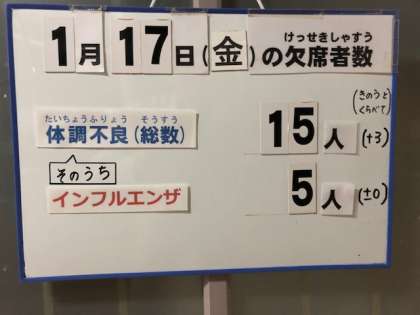 けっせきしゃすう
1月17日(金)の欠席者数
(きのうと
くらべて)
たいちょうふりょう そうすう
体調不良(総数) 15人 (+3)
そのうち
インフルエンザ 5人 (±0)